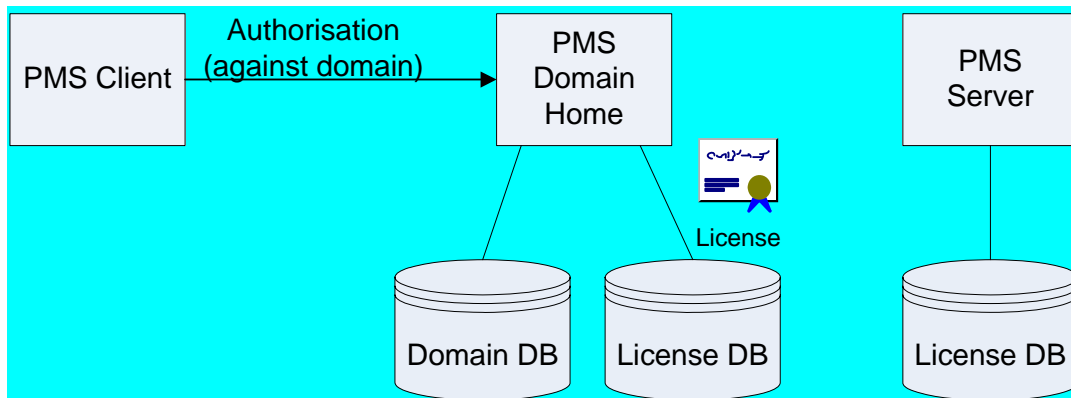 PMS Client
Authorisation
(against domain)
PMS
Domain
Home
PMS
Server
License
Domain DB
License DB
License DB